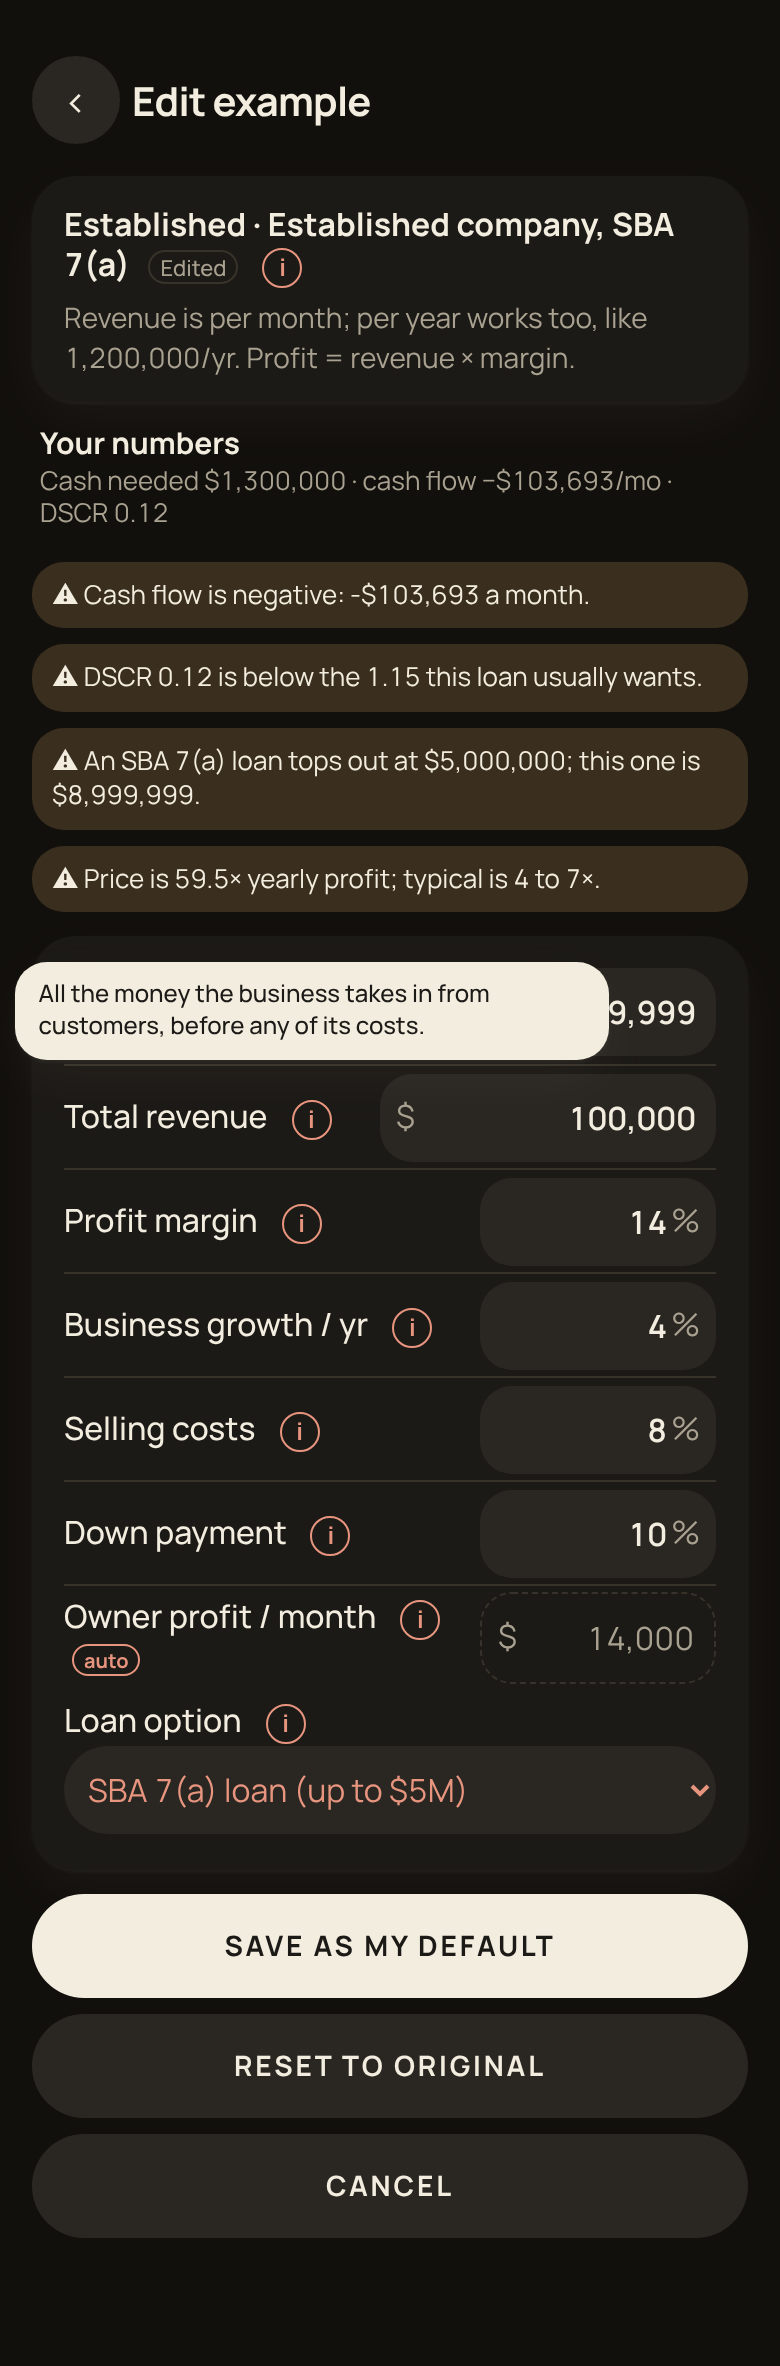 Edit example
Established · Established company, SBA
7(a) Edited i
Revenue is per month; per year works too, like
1,200,000/yr. Profit = revenue × margin.
Your numbers
Cash needed $1,300,000 · cash flow −$103,693/mo ·
DSCR 0.12
⚠ Cash flow is negative: -$103,693 a month.
⚠ DSCR 0.12 is below the 1.15 this loan usually wants.
⚠ An SBA 7(a) loan tops out at $5,000,000; this one is
$8,999,999.
⚠ Price is 59.5× yearly profit; typical is 4 to 7×.
All the money the business takes in from
customers, before any of its costs.
9,999
Total revenue i $ 100,000
Profit margin i 14 %
Business growth / yr i 4 %
Selling costs i 8 %
Down payment i 10 %
Owner profit / month i $ 14,000
auto
Loan option i
SBA 7(a) loan (up to $5M)
SAVE AS MY DEFAULT
RESET TO ORIGINAL
CANCEL